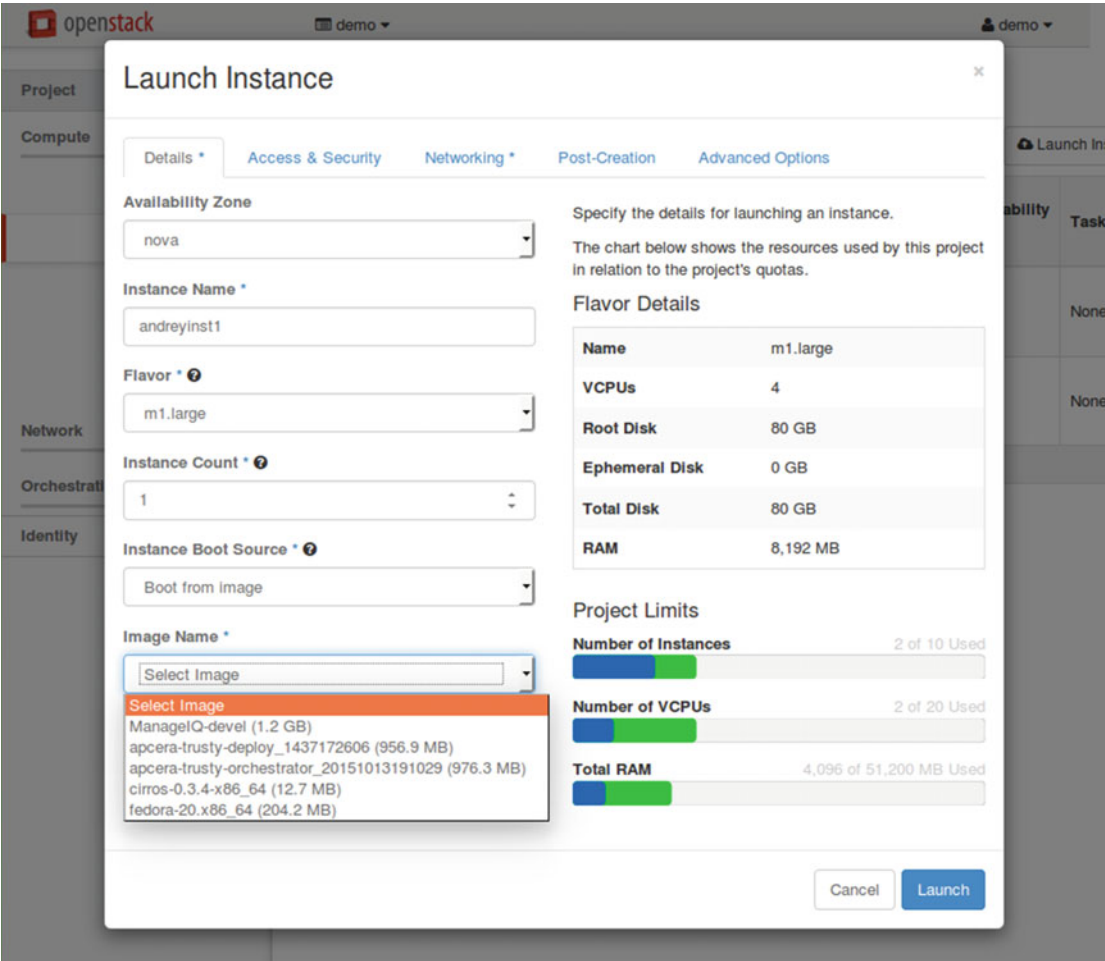 openstack
demo
demo
Project
Compute
Network
Identity
Launch Instance
×
Details *
Access & Security
Networking *
Post-Creation
Advanced Options
Availability Zone
nova
Instance Name *
andreyinst1
Flavor *
m1.large
Instance Count *
1
Instance Boot Source *
Boot from image
Image Name *
Select Image
Select Image
ManageIQ-devel (1.2 GB)
apcera-trusty-deploy_1437172606 (956.9 MB)
apcera-trusty-orchestrator_20151013191029 (976.3 MB)
cirros-0.3.4-x86_64 (12.7 MB)
fedora-20.x86_64 (204.2 MB)
Specify the details for launching an instance.
The chart below shows the resources used by this project
in relation to the project's quotas.
Flavor Details
Name m1.large
VCPUs 4
Root Disk 80 GB
Ephemeral Disk 0 GB
Total Disk 80 GB
RAM 8,192 MB
Project Limits
Number of Instances 2 of 10 Used
Number of VCPUs 2 of 20 Used
Total RAM 4,096 of 51,200 MB Used
Cancel
Launch
Launch
None
None